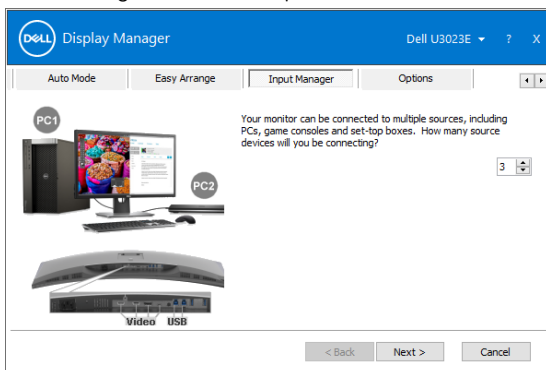 DELL Display Manager
Dell U3023E ? X
Auto Mode Easy Arrange Input Manager Options
PC1
PC2
Your monitor can be connected to multiple sources, including
PCs, game consoles and set-top boxes. How many source
devices will you be connecting?
3
Video USB
< Back Next > Cancel